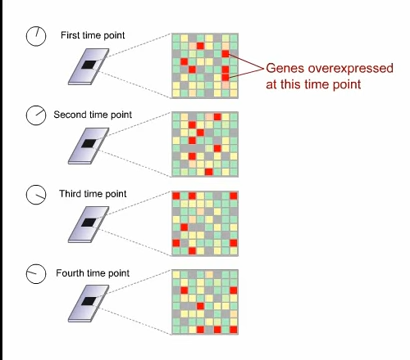 First time point
Genes overexpressed
at this time point
Second time point
Third time point
Fourth time point